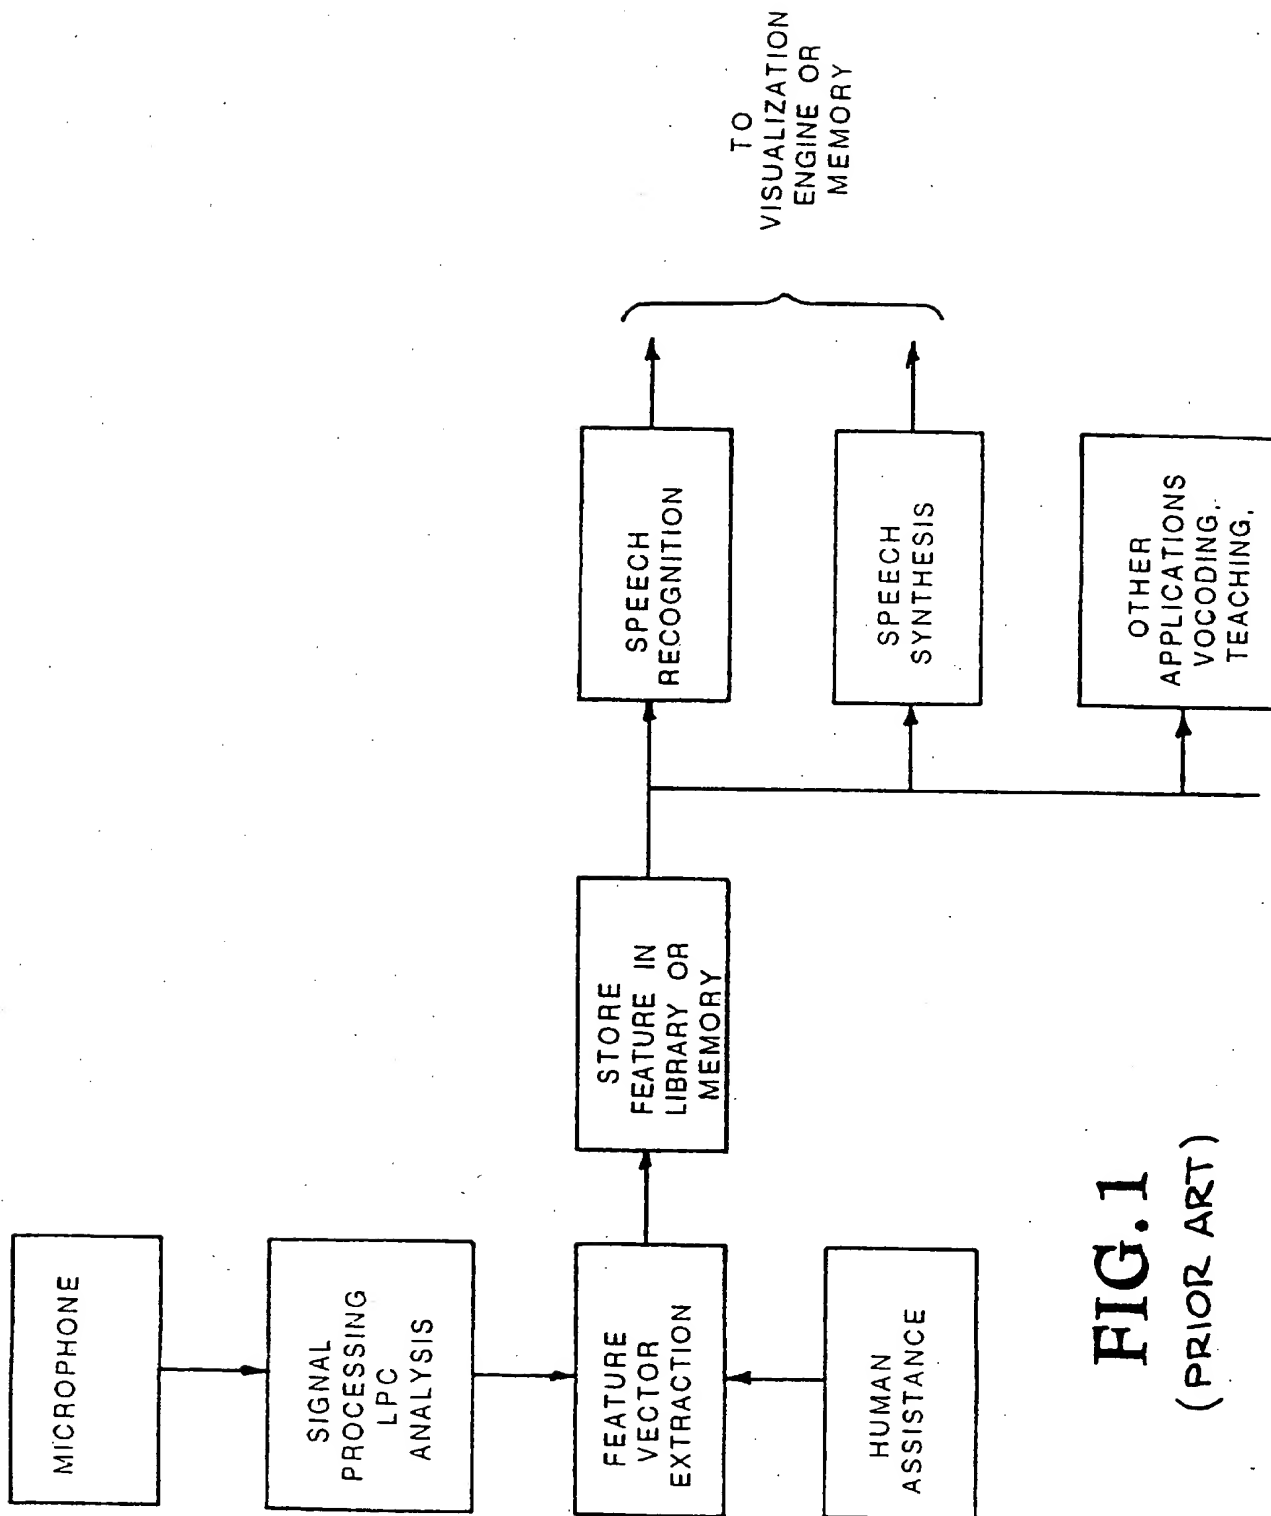 MICROPHONE
SIGNAL
PROCESSING
LPC
ANALYSIS
FEATURE
VECTOR
EXTRACTION
HUMAN
ASSISTANCE
STORE
FEATURE IN
LIBRARY OR
MEMORY
SPEECH
RECOGNITION
SPEECH
SYNTHESIS
OTHER
APPLICATIONS
VOCODING,
TEACHING,
TO
VISUALIZATION
ENGINE OR
MEMORY
FIG. 1
(PRIOR ART)